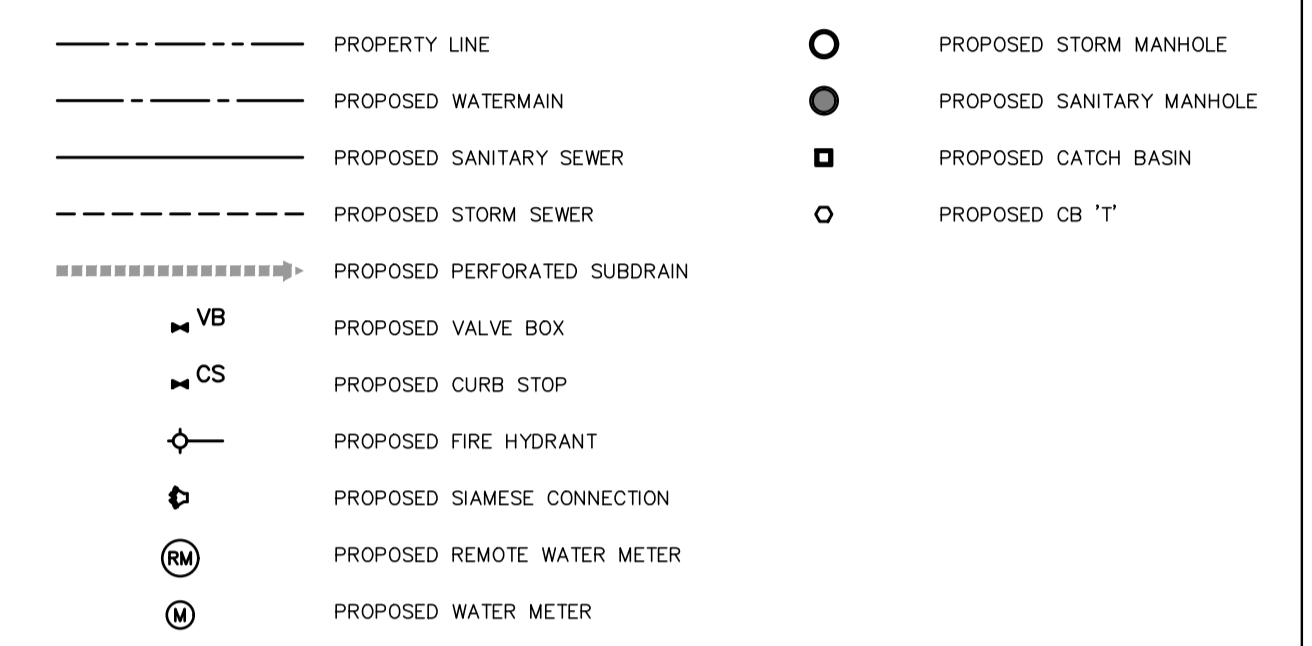 PROPERTY LINE
PROPOSED WATERMAIN
PROPOSED SANITARY SEWER
PROPOSED STORM SEWER
PROPOSED PERFORATED SUBDRAIN
VB PROPOSED VALVE BOX
CS PROPOSED CURB STOP
PROPOSED FIRE HYDRANT
PROPOSED SIAMESE CONNECTION
RM PROPOSED REMOTE WATER METER
M PROPOSED WATER METER
PROPOSED STORM MANHOLE
PROPOSED SANITARY MANHOLE
PROPOSED CATCH BASIN
PROPOSED CB 'T'